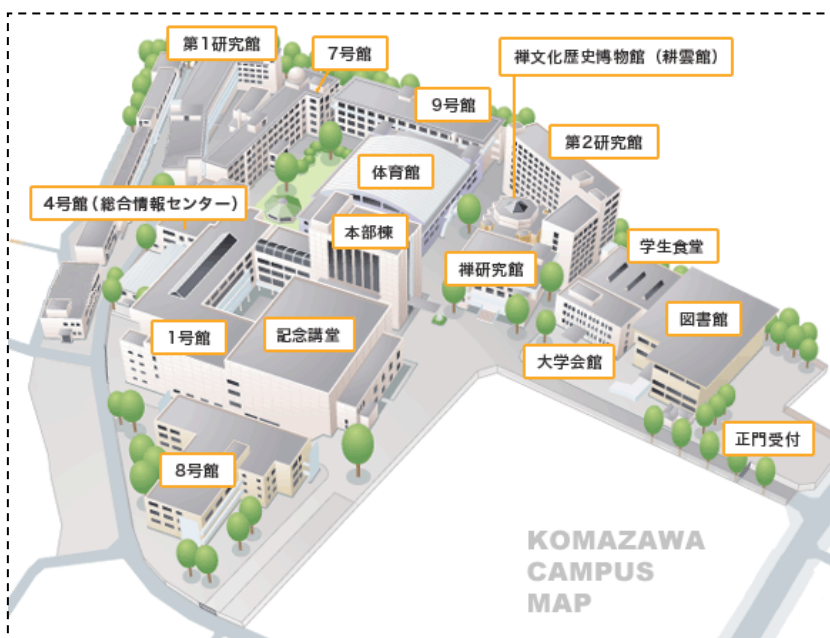 第1研究館
7号館
禅文化歴史博物館（耕雲館）
9号館
第2研究館
体育館
4号館（総合情報センター）
本部棟
学生食堂
禅研究館
図書館
1号館
記念講堂
大学会館
正門受付
8号館
KOMAZAWA
CAMPUS
MAP